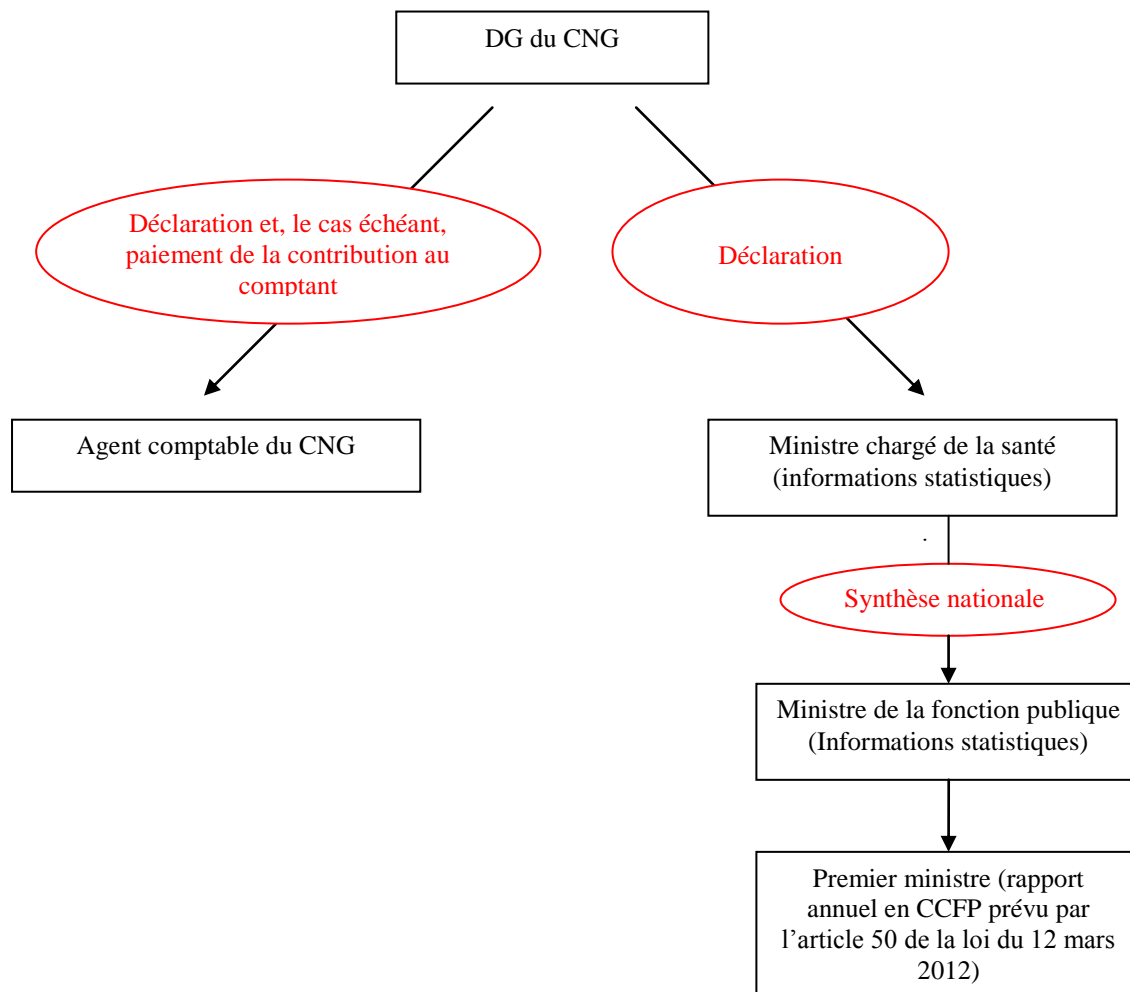 DG du CNG
Déclaration et, le cas échéant,
paiement de la contribution au
comptant
Déclaration
Agent comptable du CNG
Ministre chargé de la santé
(informations statistiques)
.
Synthèse nationale
Ministre de la fonction publique
(Informations statistiques)
Premier ministre (rapport
annuel en CCFP prévu par
l’article 50 de la loi du 12 mars
2012)